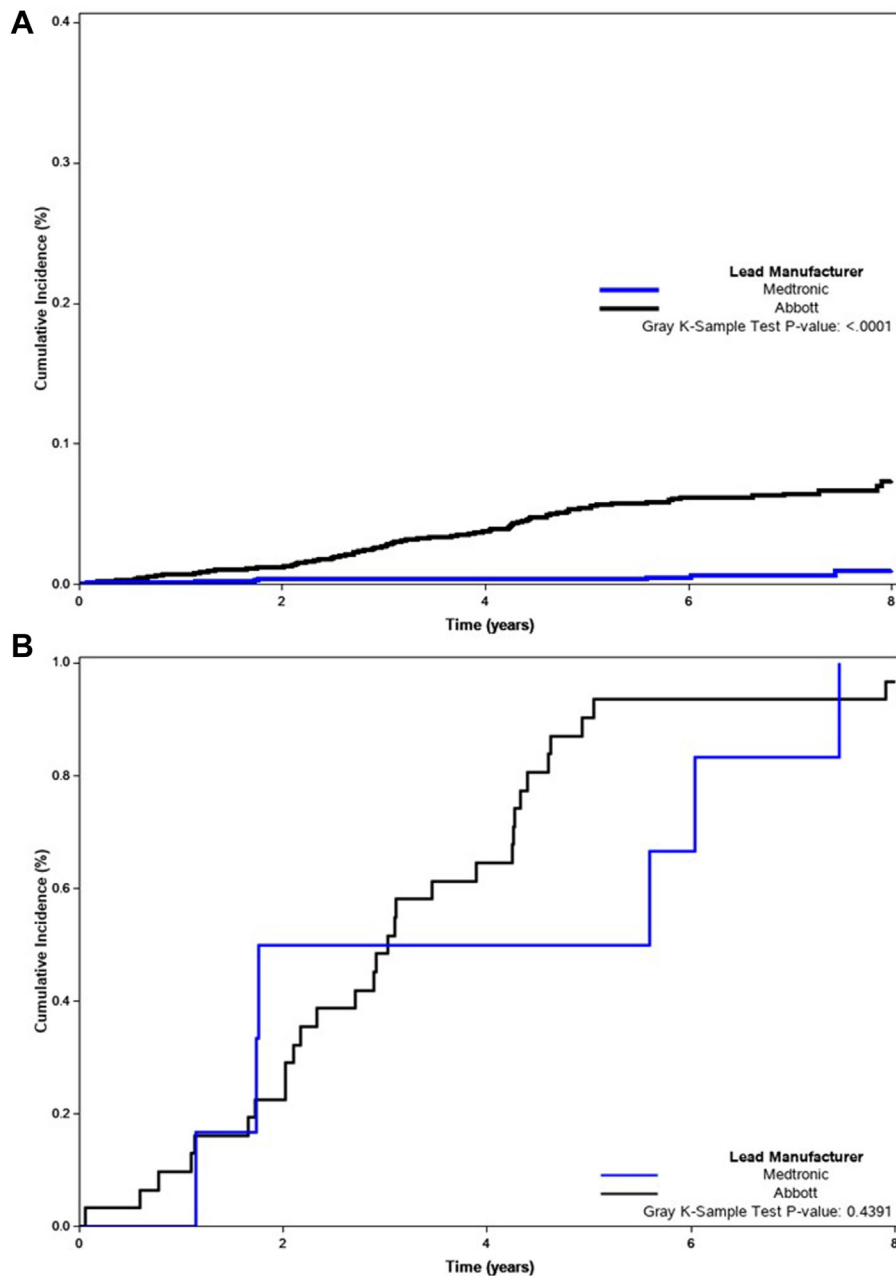 A
0.4
0.3
0.2
0.1
0.0
Cumulative Incidence (%)
Lead Manufacturer
Medtronic
Abbott
Gray K-Sample Test P-value: <.0001
0 2 4 6 8
Time (years)
B
1.0
0.8
0.6
0.4
0.2
0.0
Cumulative Incidence (%)
Lead Manufacturer
Medtronic
Abbott
Gray K-Sample Test P-value: 0.4391
0 2 4 6 8
Time (years)